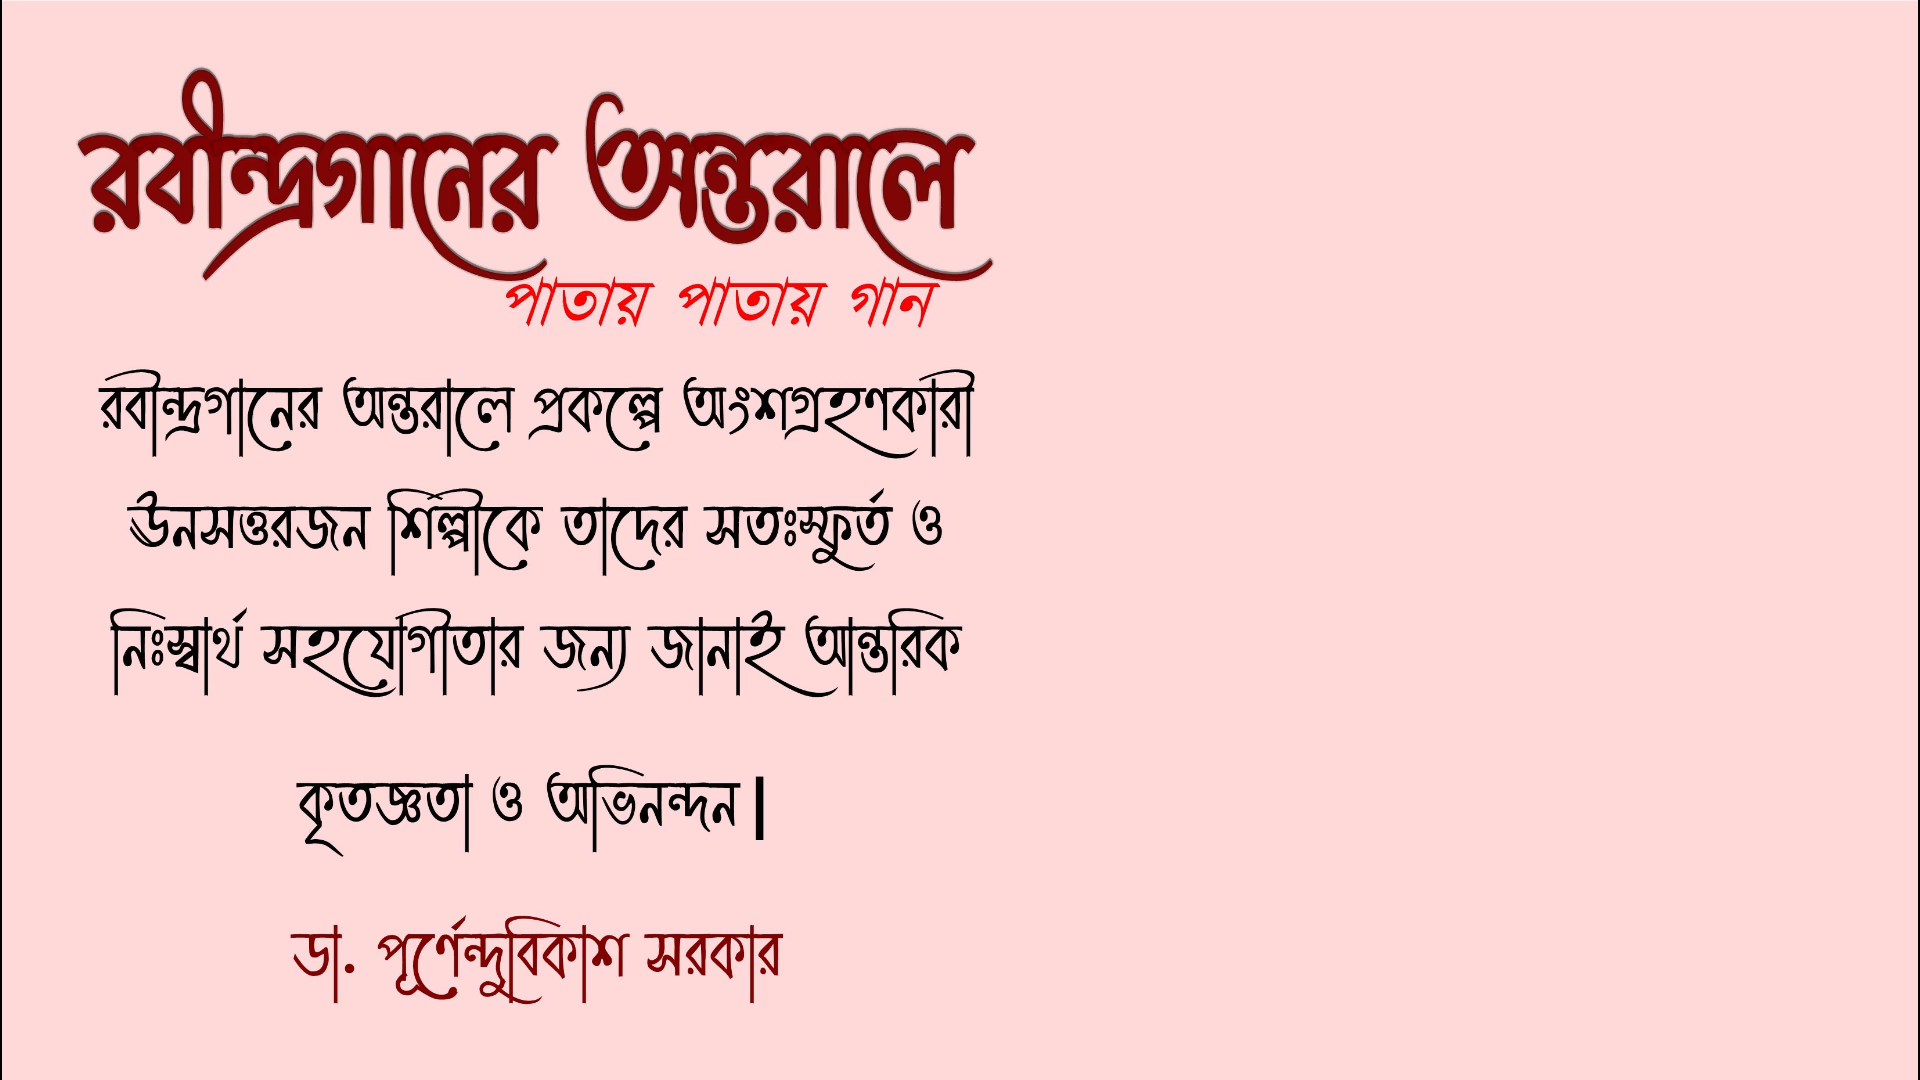 রবীন্দ্রগানের অন্তরালে
পাতায় পাতায় গান
রবীন্দ্রগানের অন্তরালে প্রকল্পে অংশগ্রহণকারী
ঊনসত্তরজন শিল্পীকে তাদের সতঃস্ফুর্ত ও
নিঃস্বার্থ সহযোগীতার জন্য জানাই আন্তরিক
কৃতজ্ঞতা ও অভিনন্দন।
ডা. পূর্ণেন্দুবিকাশ সরকার